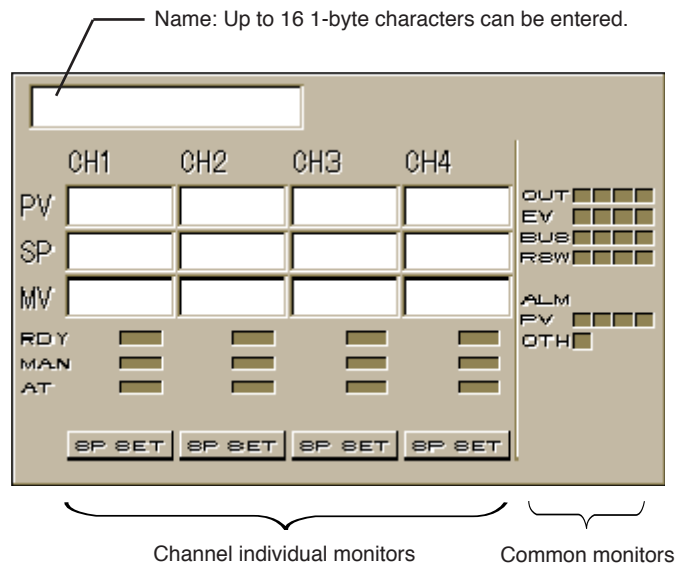 Name: Up to 16 1-byte characters can be entered.
CH1 CH2 CH3 CH4
PV
SP
MV
RDY
MAN
AT
SP SET SP SET SP SET SP SET
OUT
EV
BUS
RSW
ALM
PV
OTH
Channel individual monitors
Common monitors